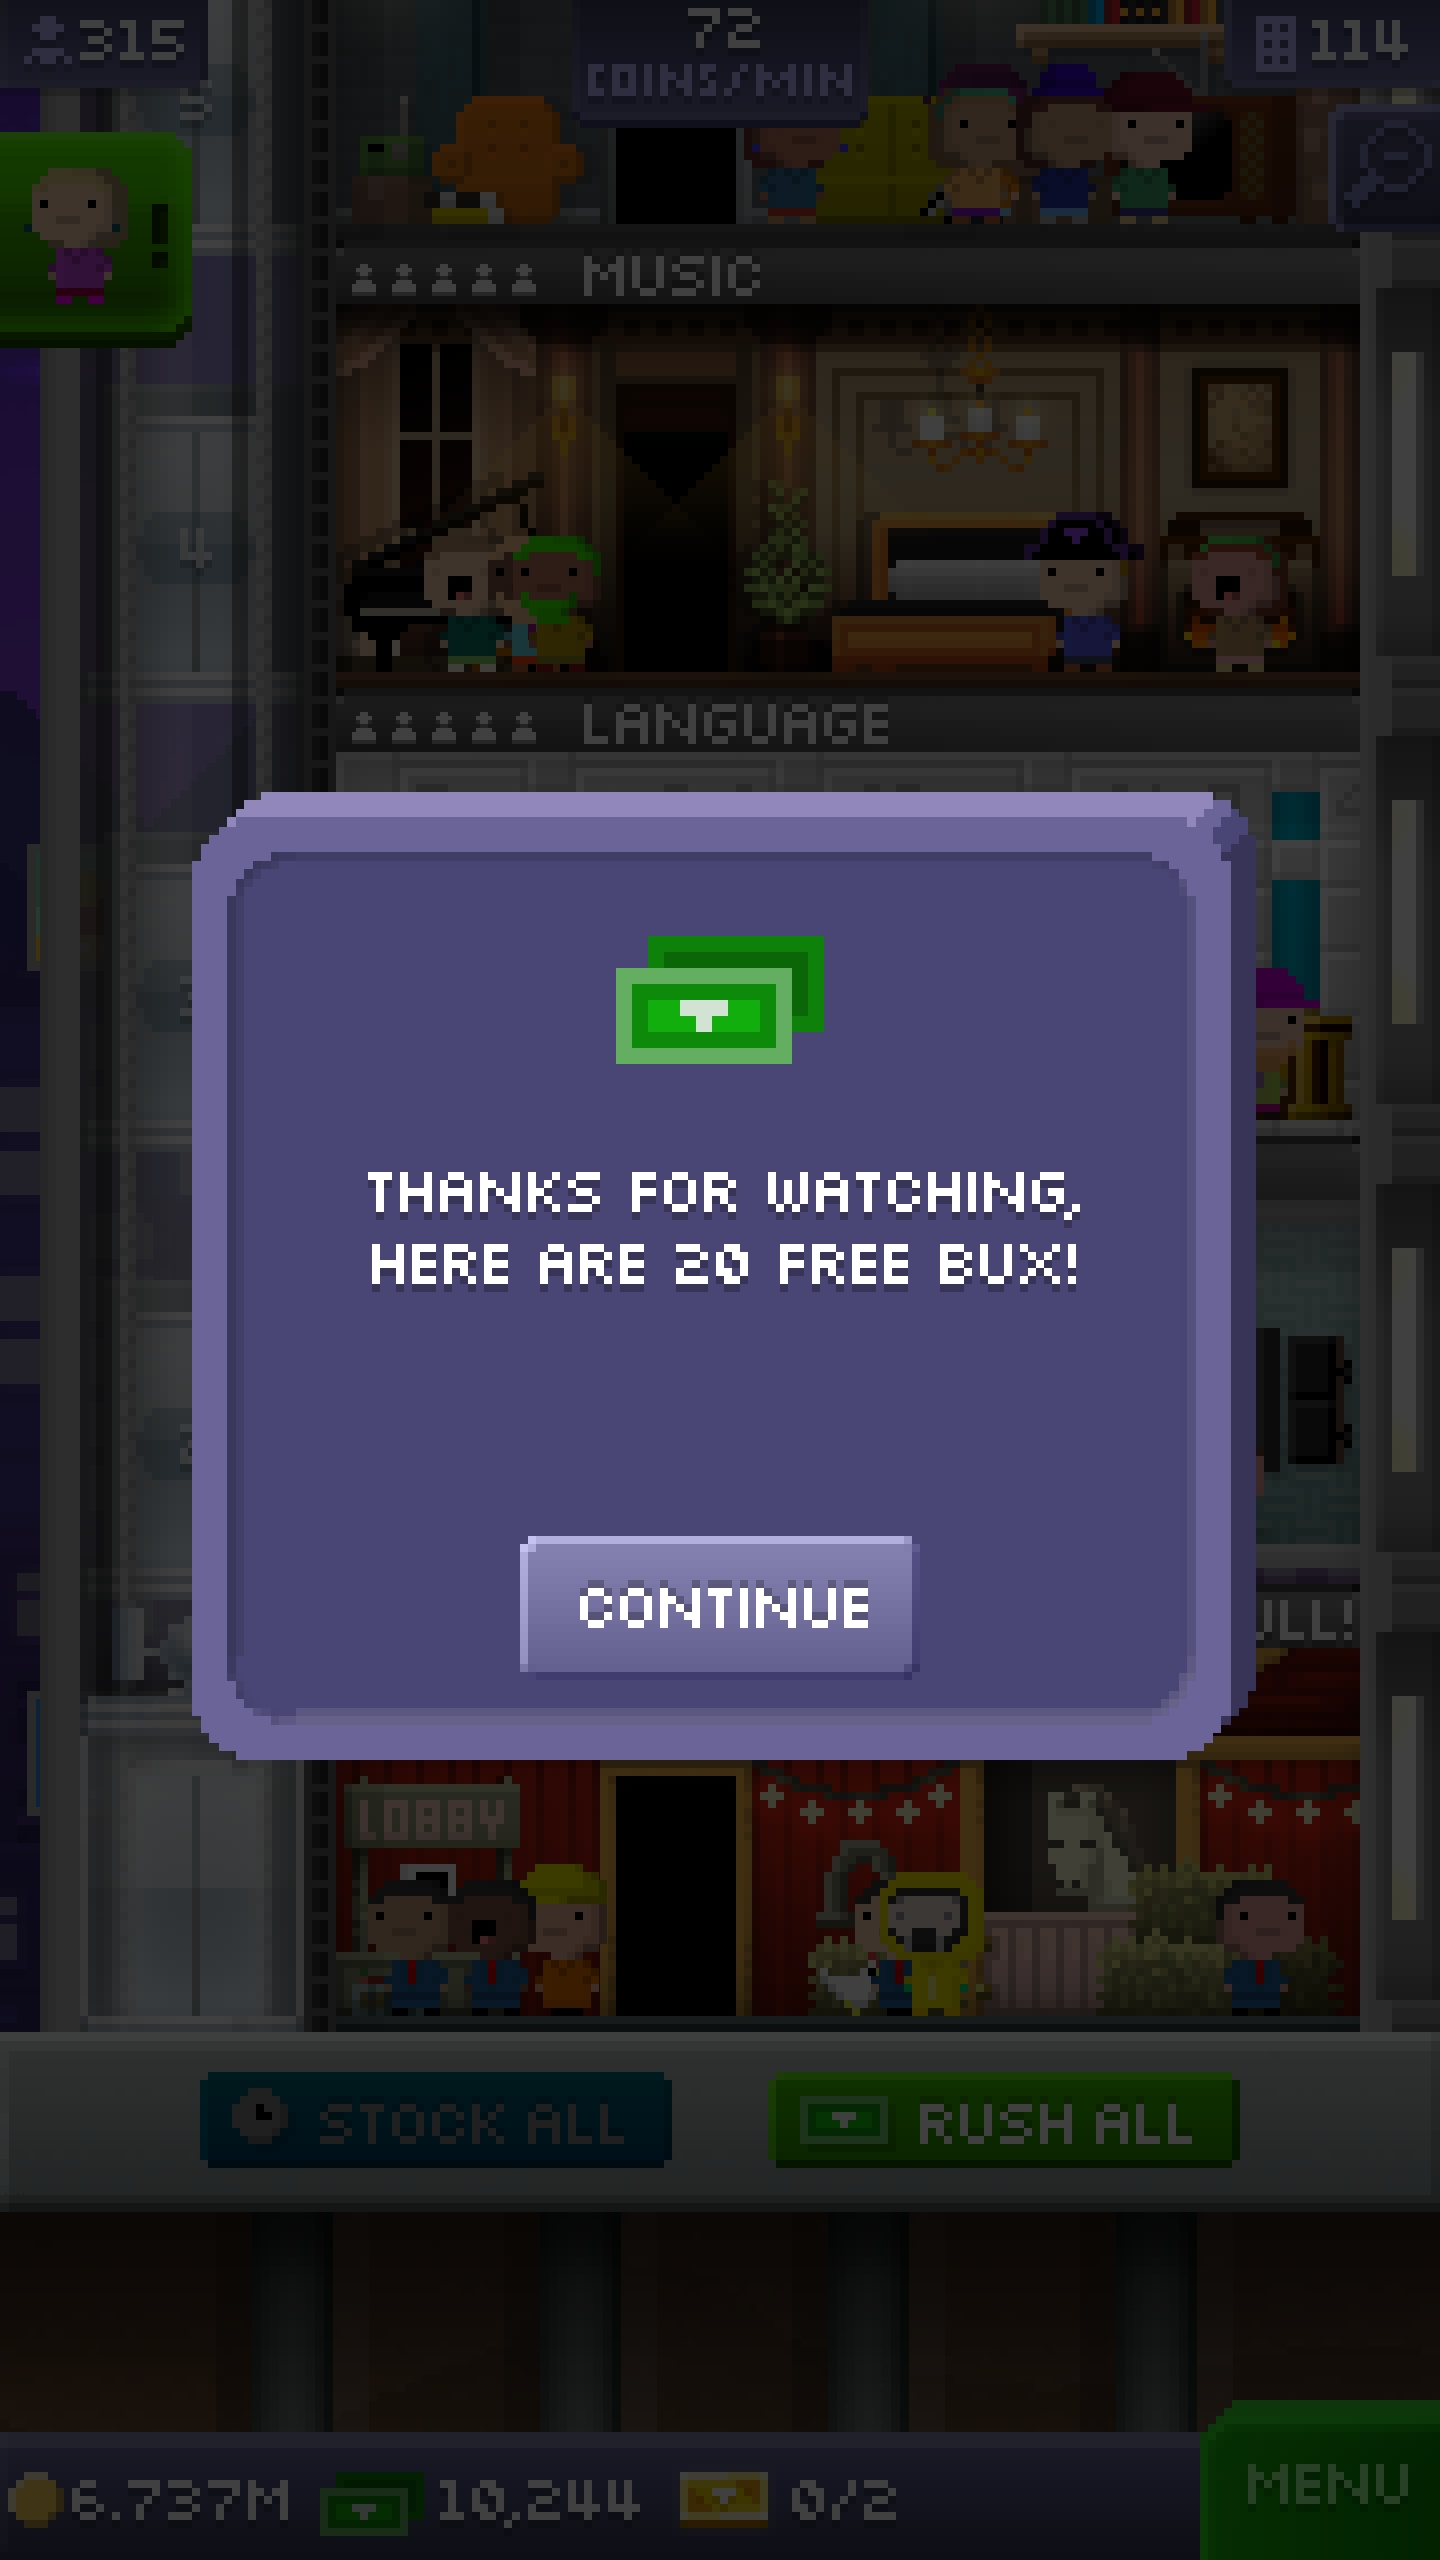 315
72
COINS/MIN
114
5
MUSIC
4
LANGUAGE
THANKS FOR WATCHING,
HERE ARE 20 FREE BUX!
CONTINUE
LOBBY
STOCK ALL
RUSH ALL
6.737M
10,244
0/2
MENU